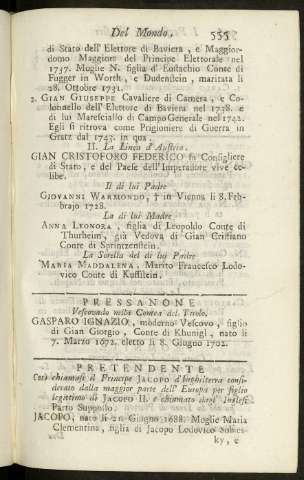 Del Mondo. 555
di Stato dell' Elettore di Baviera, e Maggior-
domo Maggiore del Principe Elettorale nel
1737. Moglie N. figlia d'Eustachio Conte di
Fugger in Worth, e Dudenstein, maritata li
28. Ottobre 1731.
2. GIAN GIUSEPPE Cavaliere di Camera, e Co-
lonnello dell' Elettore di Baviera nel 1738. e
di lui Maresciallo di Campo Generale nel 1742.
Egli si ritrova come Prigioniere di Guerra in
Gratz dal 1743. in quà.
II. La Linea d'Austria.
GIAN CRISTOFORO FEDERICO fu Consigliere
di Stato, e del Paese dell' Imperadore vive ce-
libe.
Il di lui Padre
GIOVANNI WARMONDO, † in Vienna li 8. Feb-
brajo 1728.
La di lui Madre
ANNA LEONORA, figlia di Leopoldo Conte di
Thurheim, già Vedova di Gian Cristiano
Conte di Sprintzenstein.
La Sorella del di lui Padre
MARIA MADDALENA. Marito Francesco Lodo-
vico Conte di Kuffstein.
PRESSANONE
Vescovado nella Contea del Tirolo.
GASPARO IGNAZIO, moderno Vescovo, figlio
di Gian Giorgio, Conte di Khunigl, nato li
7. Marzo 1671. eletto li 8. Giugno 1702.
PRETENDENTE
Così chiamasi il Principe JACOPO d'Inghilterra consi-
derato dalla maggior parte dell' Europa per figlio
legittimo di JACOPO II. e chiamato dagl' Inglesi
Parto Supposto.
JACOPO, nato li 21. Giugno 1688. Moglie Maria
Clementina, figlia di Jacopo Lodovico Sobies-
ky, e